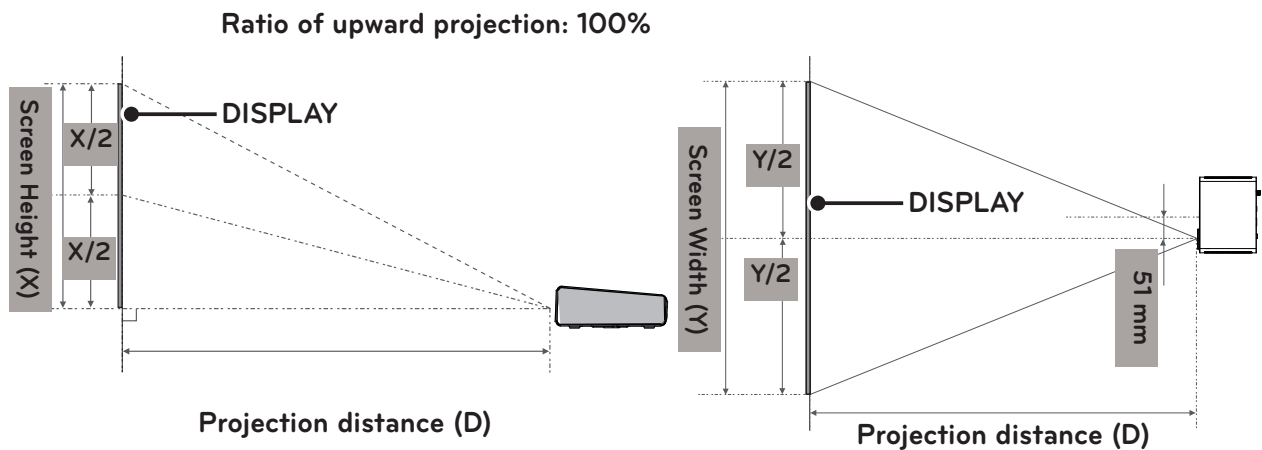 Ratio of upward projection: 100%
Screen Height (X)
X/2
X/2
DISPLAY
Projection distance (D)
Screen Width (Y)
Y/2
Y/2
DISPLAY
51 mm
Projection distance (D)